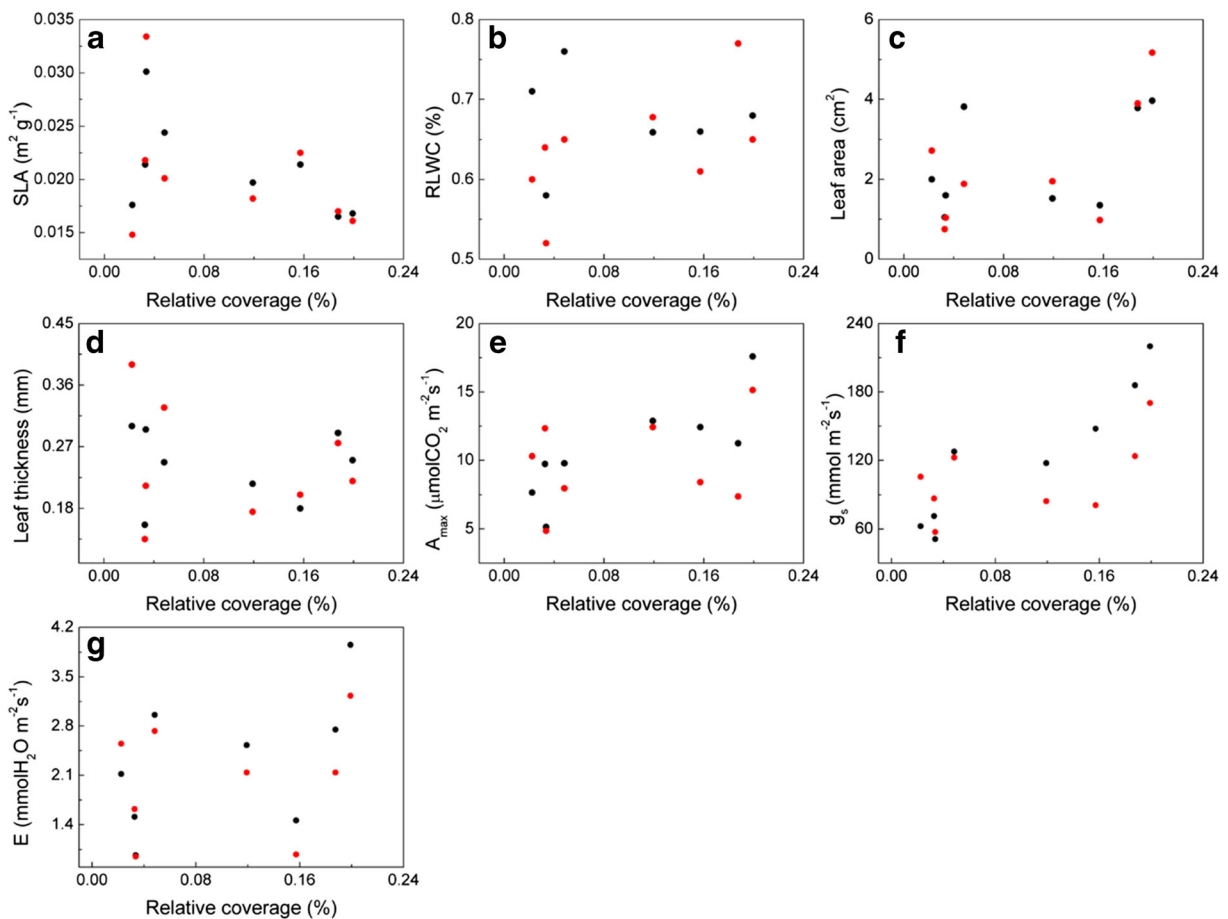 a
0.035
0.030
0.025
0.020
0.015
SLA (m² g⁻¹)
0.00 0.08 0.16 0.24
Relative coverage (%)
b
0.8
0.7
0.6
0.5
RLWC (%)
0.00 0.08 0.16 0.24
Relative coverage (%)
c
6
4
2
0
Leaf area (cm²)
0.00 0.08 0.16 0.24
Relative coverage (%)
d
0.45
0.36
0.27
0.18
Leaf thickness (mm)
0.00 0.08 0.16 0.24
Relative coverage (%)
e
20
15
10
5
Amax (μmolCO₂ m⁻²s⁻¹)
0.00 0.08 0.16 0.24
Relative coverage (%)
f
240
180
120
60
gs (mmol m⁻²s⁻¹)
0.00 0.08 0.16 0.24
Relative coverage (%)
g
4.2
3.5
2.8
2.1
1.4
E (mmolH₂O m⁻²s⁻¹)
0.00 0.08 0.16 0.24
Relative coverage (%)